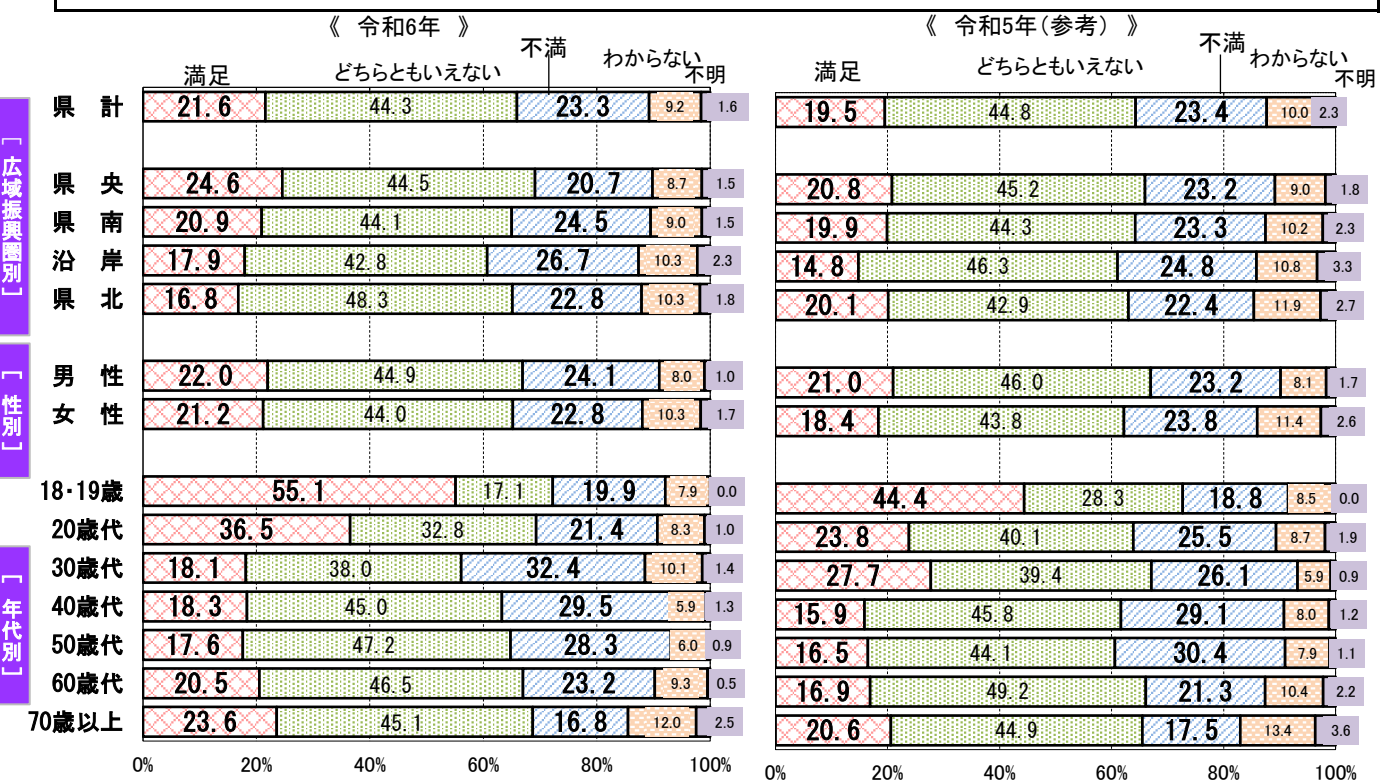 《 令和6年 》
《 令和5年(参考) 》
満足 どちらともいえない 不満 わからない 不明
満足 どちらともいえない 不満 わからない 不明
県 計 21.6 44.3 23.3 9.2 1.6 19.5 44.8 23.4 10.0 2.3
[広域振興圏別]
県 央 24.6 44.5 20.7 8.7 1.5 20.8 45.2 23.2 9.0 1.8
県 南 20.9 44.1 24.5 9.0 1.5 19.9 44.3 23.3 10.2 2.3
沿 岸 17.9 42.8 26.7 10.3 2.3 14.8 46.3 24.8 10.8 3.3
県 北 16.8 48.3 22.8 10.3 1.8 20.1 42.9 22.4 11.9 2.7
[性別]
男 性 22.0 44.9 24.1 8.0 1.0 21.0 46.0 23.2 8.1 1.7
女 性 21.2 44.0 22.8 10.3 1.7 18.4 43.8 23.8 11.4 2.6
[年代別]
18・19歳 55.1 17.1 19.9 7.9 0.0 44.4 28.3 18.8 8.5 0.0
20歳代 36.5 32.8 21.4 8.3 1.0 23.8 40.1 25.5 8.7 1.9
30歳代 18.1 38.0 32.4 10.1 1.4 27.7 39.4 26.1 5.9 0.9
40歳代 18.3 45.0 29.5 5.9 1.3 15.9 45.8 29.1 8.0 1.2
50歳代 17.6 47.2 28.3 6.0 0.9 16.5 44.1 30.4 7.9 1.1
60歳代 20.5 46.5 23.2 9.3 0.5 16.9 49.2 21.3 10.4 2.2
70歳以上 23.6 45.1 16.8 12.0 2.5 20.6 44.9 17.5 13.4 3.6
0% 20% 40% 60% 80% 100%
0% 20% 40% 60% 80% 100%